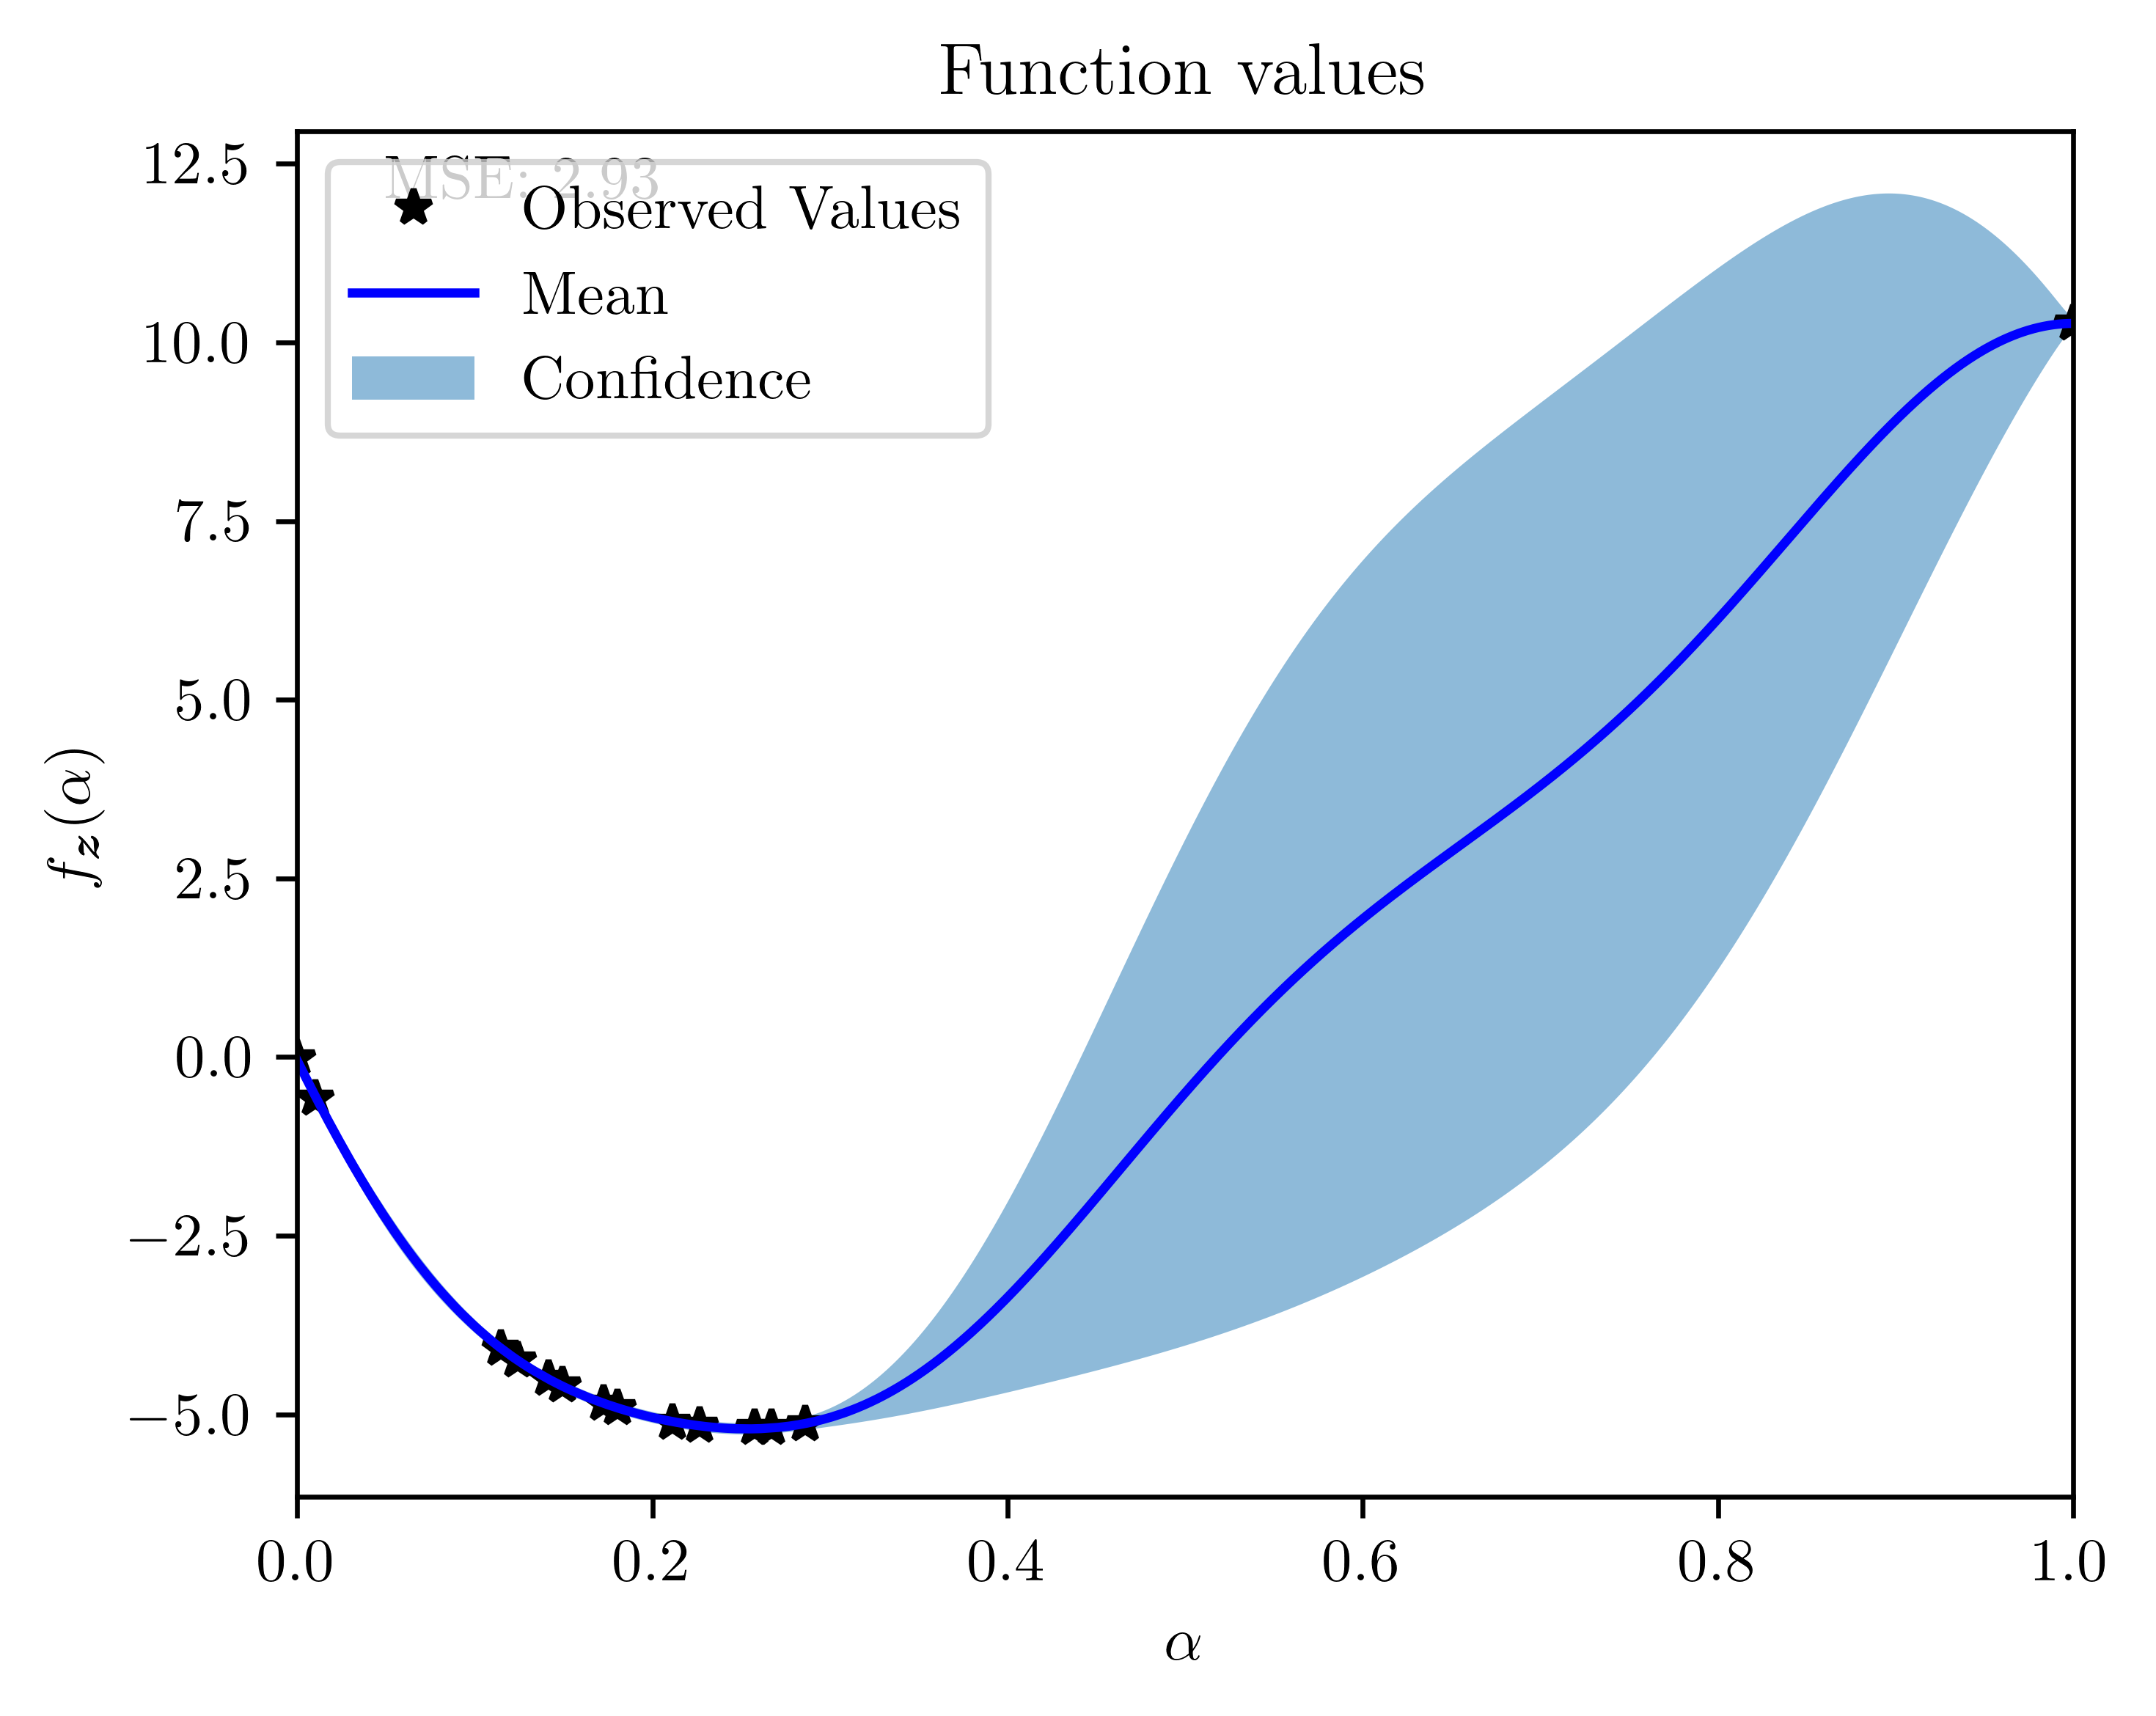 Function values
12.5
10.0
7.5
5.0
2.5
0.0
−2.5
−5.0
f_z(α)
MSE: 2.93
Observed Values
Mean
Confidence
0.0 0.2 0.4 0.6 0.8 1.0
α